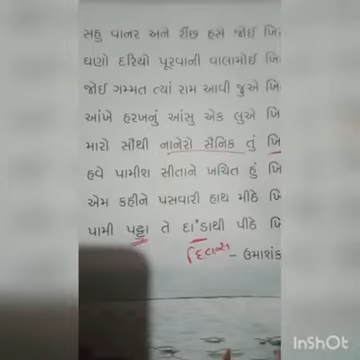 સહુ વાનર અને રીંછ હસે જોઈ ખિ
ઘણો દરિયો પૂરવાની વાલામોઈ ખિ
જોઈ ગમ્મત ત્યાં રામ આવી જુએ ખિ
આંખે હરખનું આંસુ એક લુએ ખિ
મારો સૌથી નાનેરો સૈનિક તું ખિ
હવે પામીશ સીતાને ખચિત હું ખિ
એમ કહીને પસવારી હાથ મીઠે ખિ
પામી પટ્ટા તે દા'ડાથી પીઠે ખિ
દિવસ – ઉમાશંક
InShOt